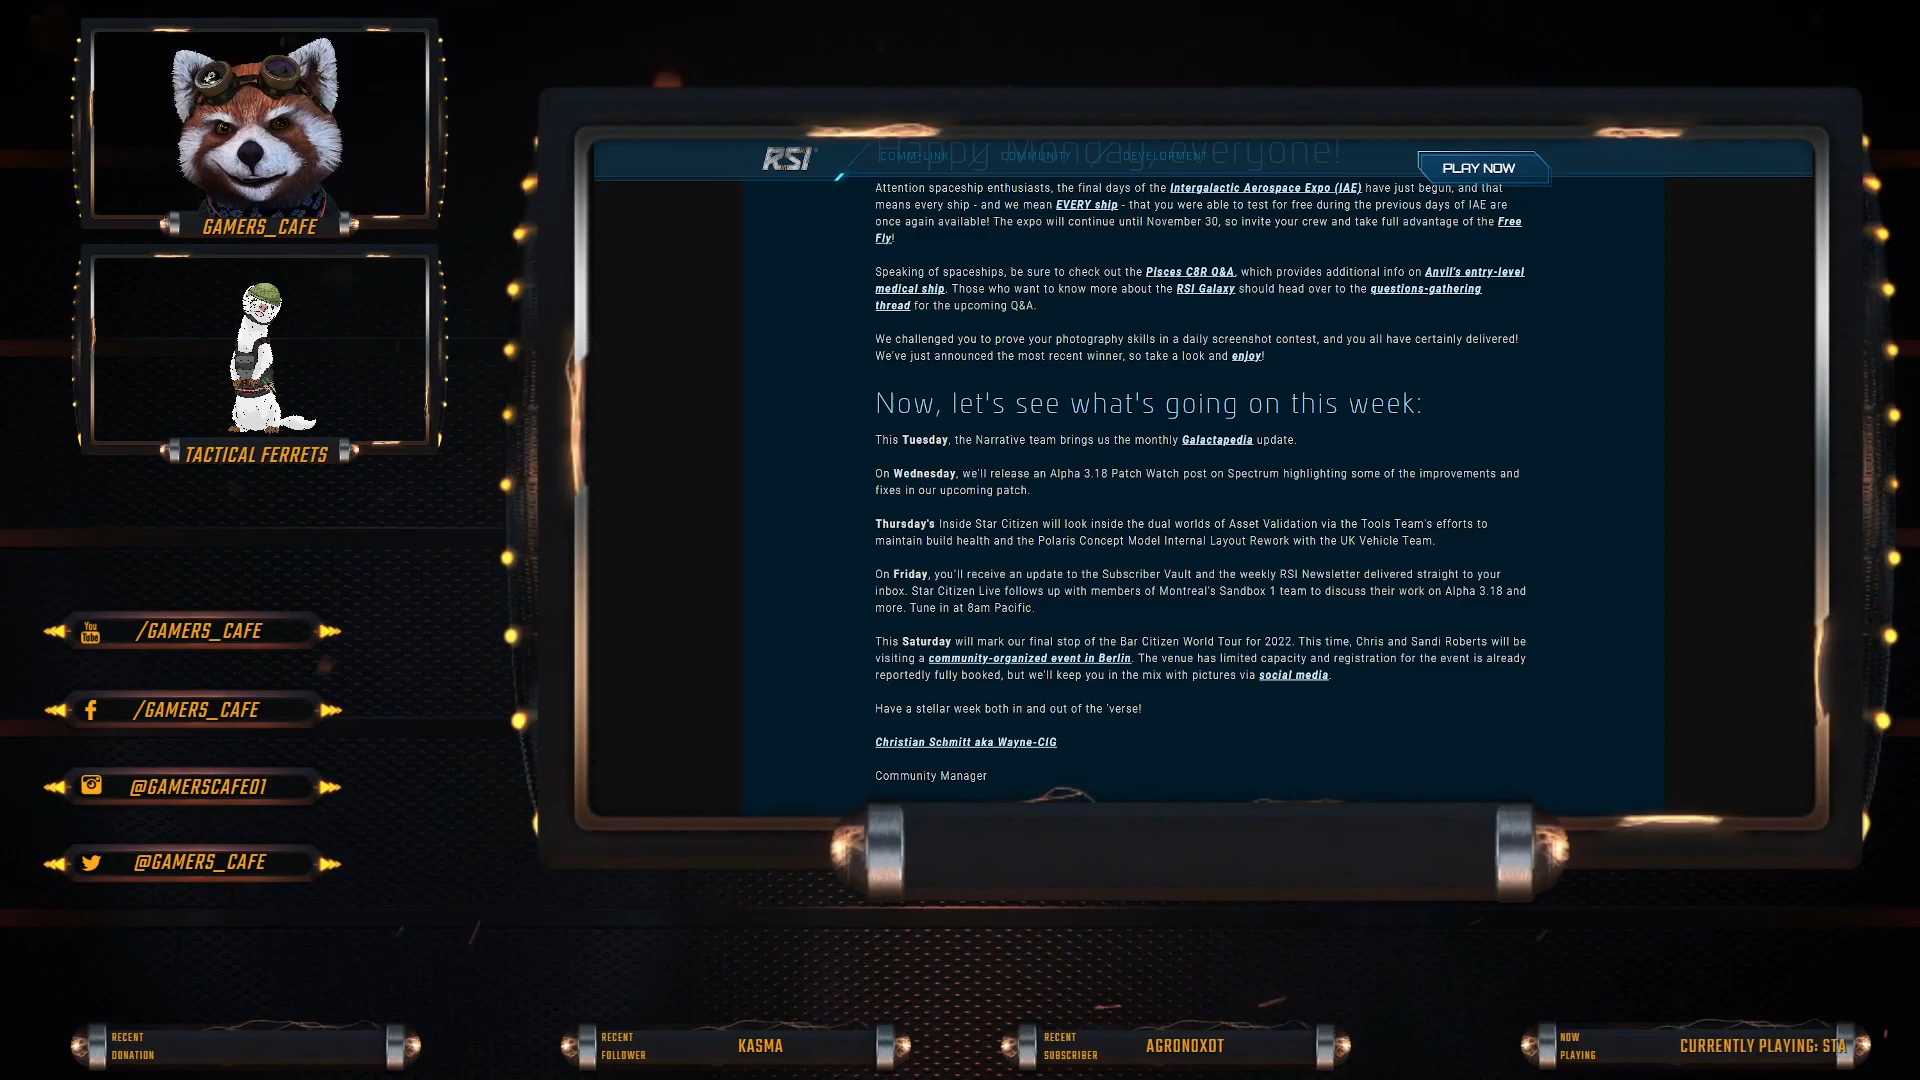 GAMERS_CAFE
TACTICAL FERRETS
You
Tube
/GAMERS_CAFE
/GAMERS_CAFE
@GAMERSCAFE01
@GAMERS_CAFE
RSI
COMM-LINK
COMMUNITY
DEVELOPMENT
PLAY NOW
Happy Monday, everyone!
Attention spaceship enthusiasts, the final days of the Intergalactic Aerospace Expo (IAE) have just begun, and that
means every ship - and we mean EVERY ship - that you were able to test for free during the previous days of IAE are
once again available! The expo will continue until November 30, so invite your crew and take full advantage of the Free
Fly!
Speaking of spaceships, be sure to check out the Pisces C8R Q&A, which provides additional info on Anvil's entry-level
medical ship. Those who want to know more about the RSI Galaxy should head over to the questions-gathering
thread for the upcoming Q&A.
We challenged you to prove your photography skills in a daily screenshot contest, and you all have certainly delivered!
We've just announced the most recent winner, so take a look and enjoy!
Now, let's see what's going on this week:
This Tuesday, the Narrative team brings us the monthly Galactapedia update.
On Wednesday, we'll release an Alpha 3.18 Patch Watch post on Spectrum highlighting some of the improvements and
fixes in our upcoming patch.
Thursday's Inside Star Citizen will look inside the dual worlds of Asset Validation via the Tools Team's efforts to
maintain build health and the Polaris Concept Model Internal Layout Rework with the UK Vehicle Team.
On Friday, you'll receive an update to the Subscriber Vault and the weekly RSI Newsletter delivered straight to your
inbox. Star Citizen Live follows up with members of Montreal's Sandbox 1 team to discuss their work on Alpha 3.18 and
more. Tune in at 8am Pacific.
This Saturday will mark our final stop of the Bar Citizen World Tour for 2022. This time, Chris and Sandi Roberts will be
visiting a community-organized event in Berlin. The venue has limited capacity and registration for the event is already
reportedly fully booked, but we'll keep you in the mix with pictures via social media.
Have a stellar week both in and out of the 'verse!
Christian Schmitt aka Wayne-CIG
Community Manager
RECENT
DONATION
RECENT
FOLLOWER
KASMA
RECENT
SUBSCRIBER
AGRONOXOT
NOW
PLAYING
CURRENTLY PLAYING: STA